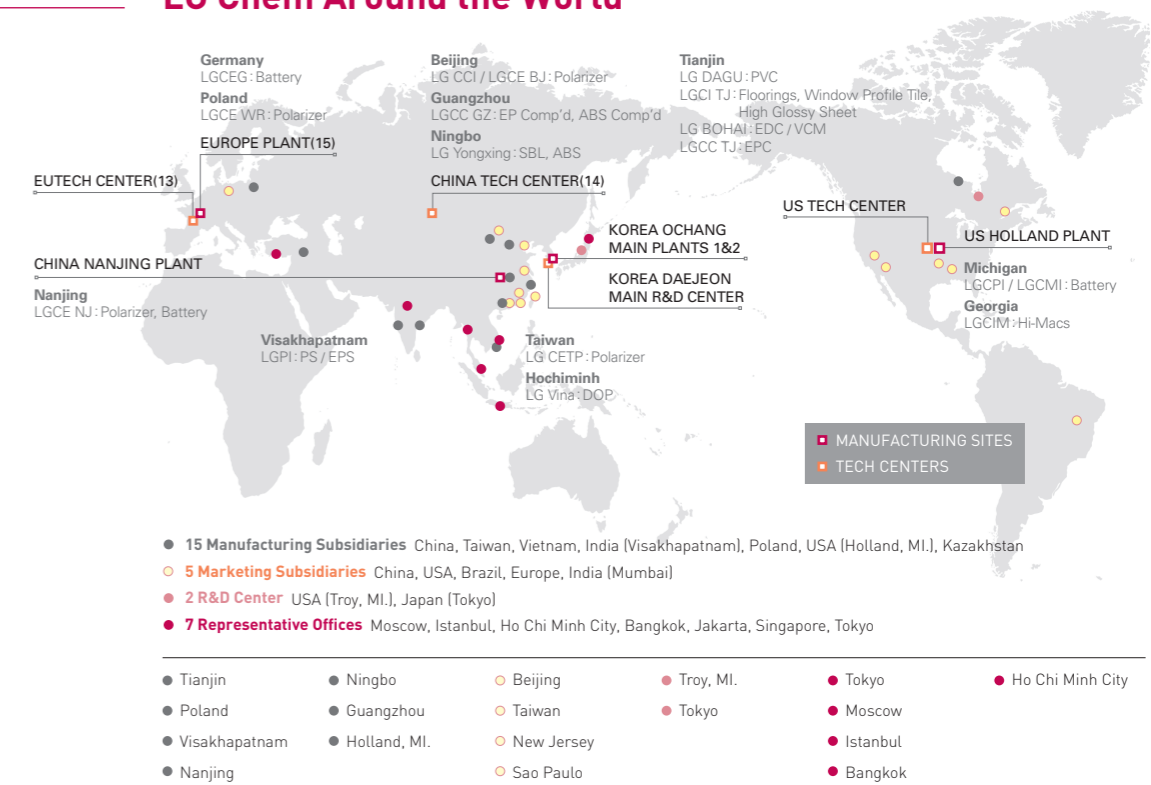 LG Chem Around the World
Germany
LGCEG : Battery
Poland
LGCE WR : Polarizer
EUROPE PLANT(15)
EUTECH CENTER(13)
CHINA NANJING PLANT
Nanjing
LGCE NJ : Polarizer, Battery
Visakhapatnam
LGPI : PS / EPS
Beijing
LG CCI / LGCE BJ : Polarizer
Guangzhou
LGCC GZ : EP Comp'd, ABS Comp'd
Ningbo
LG Yongxing : SBL, ABS
CHINA TECH CENTER(14)
KOREA OCHANG
MAIN PLANTS 1&2
KOREA DAEJEON
MAIN R&D CENTER
Taiwan
LG CETP : Polarizer
Hochiminh
LG Vina : DOP
Tianjin
LG DAGU : PVC
LGCI TJ : Floorings, Window Profile Tile,
High Glossy Sheet
LG BOHAI : EDC / VCM
LGCC TJ : EPC
US TECH CENTER
US HOLLAND PLANT
Michigan
LGCPI / LGCMI : Battery
Georgia
LGCIM : Hi-Macs
MANUFACTURING SITES
TECH CENTERS
15 Manufacturing Subsidiaries China, Taiwan, Vietnam, India (Visakhapatnam), Poland, USA (Holland, MI.), Kazakhstan
5 Marketing Subsidiaries China, USA, Brazil, Europe, India (Mumbai)
2 R&D Center USA (Troy, MI.), Japan (Tokyo)
7 Representative Offices Moscow, Istanbul, Ho Chi Minh City, Bangkok, Jakarta, Singapore, Tokyo
Tianjin
Poland
Visakhapatnam
Nanjing
Ningbo
Guangzhou
Holland, MI.
Beijing
Taiwan
New Jersey
Sao Paulo
Troy, MI.
Tokyo
Tokyo
Moscow
Istanbul
Bangkok
Ho Chi Minh City